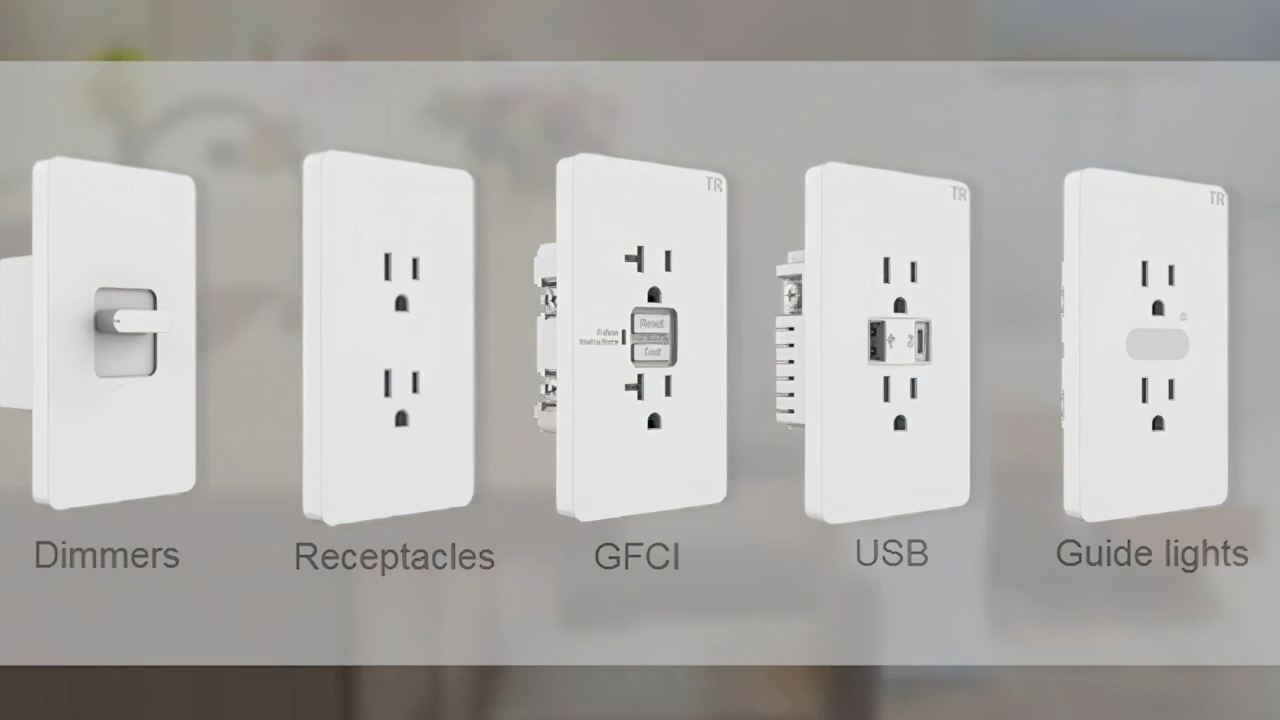 TR
TR
TR
Reset
Test
Dimmers
Receptacles
GFCI
USB
Guide lights